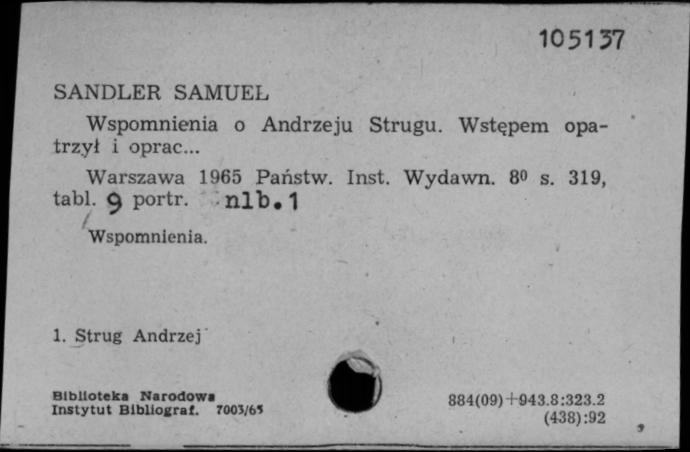 105137
SANDLER SAMUEL
Wspomnienia o Andrzeju Strugu. Wstępem opa-
trzył i oprac...
Warszawa 1965 Państw. Inst. Wydawn. 8⁰ s. 319,
tabl. 9 portr. nlb. 1
Wspomnienia.
1. Strug Andrzej
Biblioteka Narodowa
Instytut Bibliograf. 7003/65
884(09)+943.8:323.2
(438):92